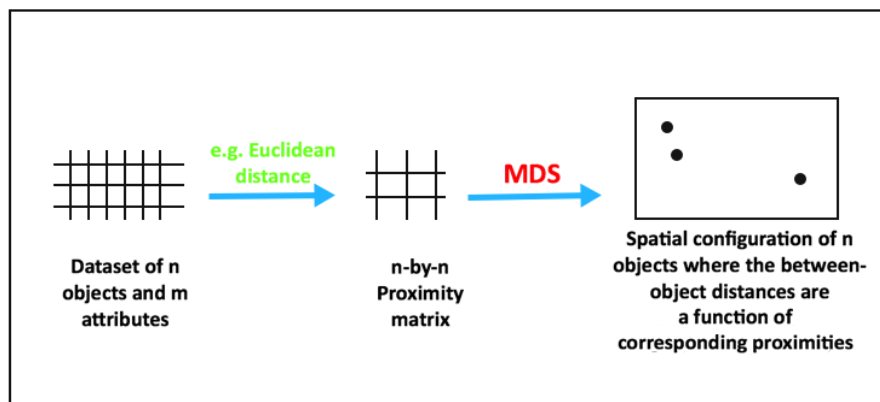 e.g. Euclidean
distance
MDS
Dataset of n
objects and m
attributes
n-by-n
Proximity
matrix
Spatial configuration of n
objects where the between-
object distances are
a function of
corresponding proximities